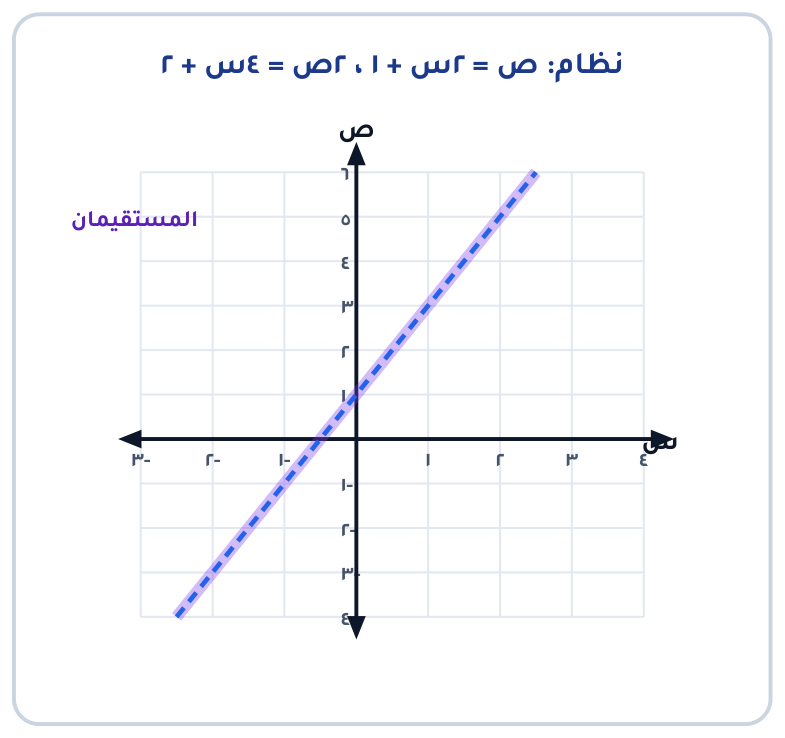 نظام: ص = ٢س + ١ ، ٢ص = ٤س + ٢
ص
٦
المستقيمان
٥
٤
٣
٢
١
س
-٣ -٢ -١ ١ ٢ ٣ ٤
-١
-٢
-٣
-٤